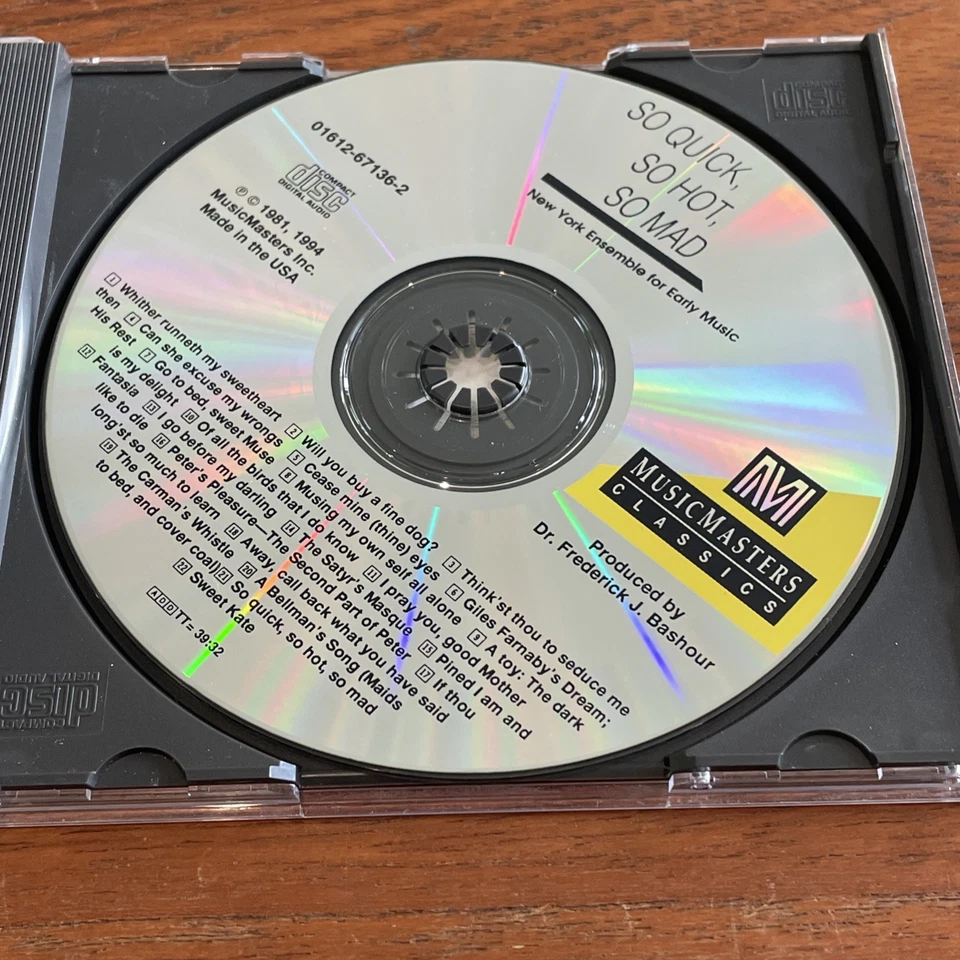 SO QUICK,
SO HOT,
SO MAD
New York Ensemble for Early Music
01612-67136-2
COMPACT
disc
DIGITAL AUDIO
℗ © 1981, 1994
MusicMasters Inc.
Made in the USA
1 Whither runneth my sweetheart 2 Will you buy a fine dog? 3 Think'st thou to seduce me
then 4 Can she excuse my wrongs 5 Cease mine (thine) eyes 6 Giles Farnaby's Dream;
His Rest 7 Go to bed, sweet Muse 8 Musing my own self all alone 9 A toy: The dark
is my delight 10 Of all the birds that I do know 11 I pray you, good Mother
12 Fantasia 13 I go before my darling 14 The Satyr's Masque 15 Pined I am and
like to die 16 Peter's Pleasure—The Second Part of Peter 17 If thou
long'st so much to learn 18 Away, call back what you have said
19 The Carman's Whistle 20 A Bellman's Song (Maids
to bed, and cover coal) 21 So quick, so hot, so mad
22 Sweet Kate
ADD TT= 39:32
Produced by
Dr. Frederick J. Bashour
MM
MUSICMASTERS
CLASSICS
COMPACT
disc
DIGITAL AUDIO
COMPACT
disc
DIGITAL AUDIO